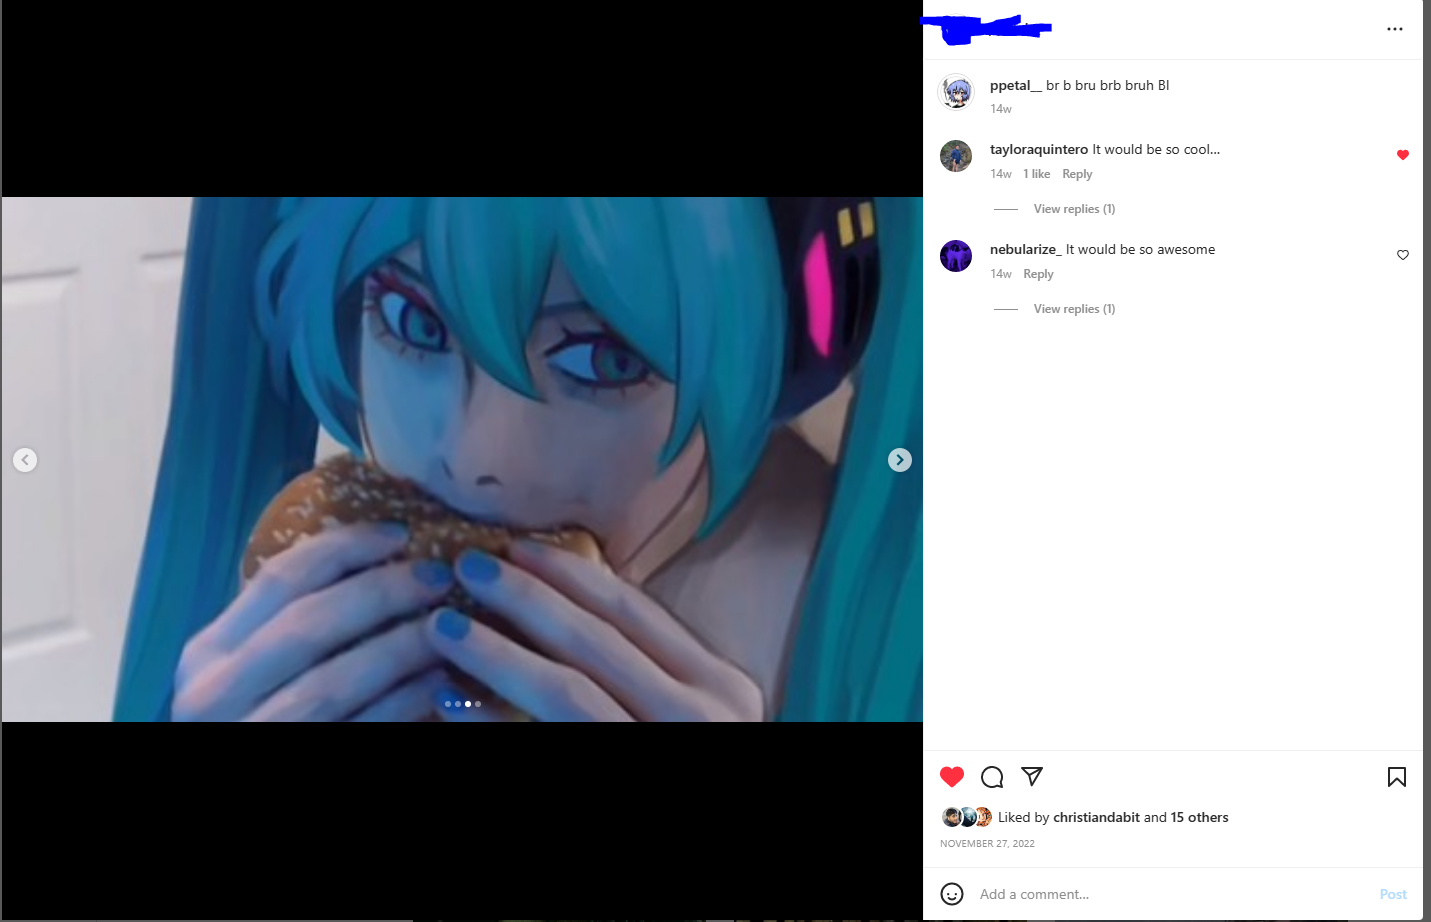 ppetal__ br b bru brb bruh BI
14w
tayloraquintero It would be so cool...
14w 1 like Reply
View replies (1)
nebularize_ It would be so awesome
14w Reply
View replies (1)
Liked by christiandabit and 15 others
NOVEMBER 27, 2022
Add a comment... Post